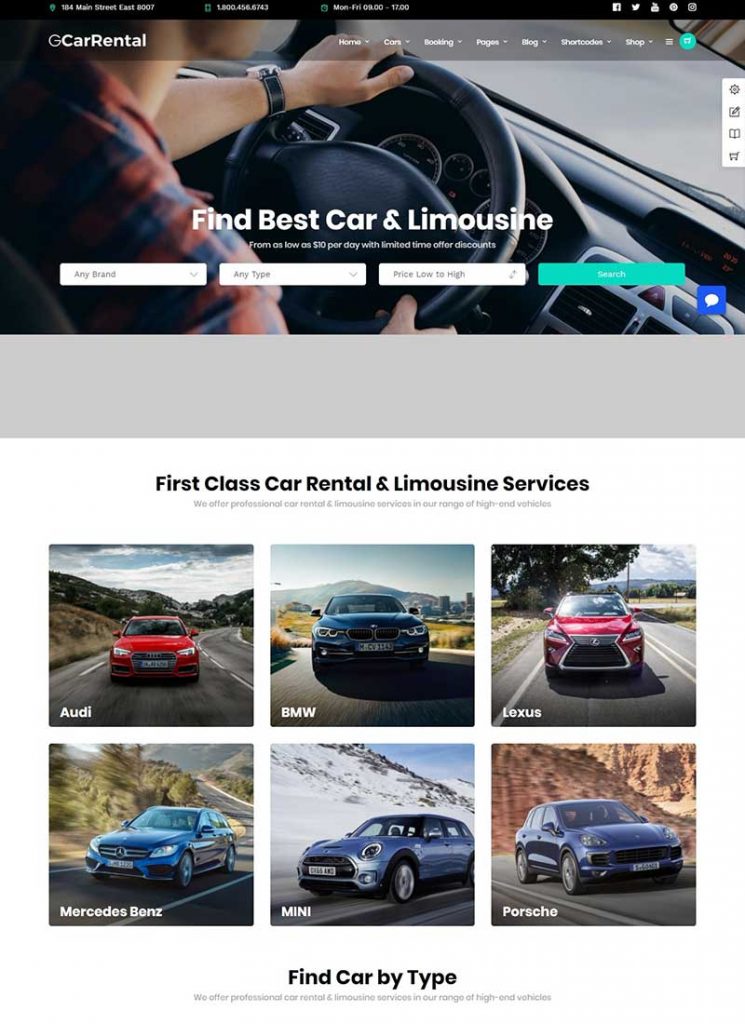 184 Main Street East 8007
1.800.456.6743
Mon-Fri 09.00 - 17.00
GCarRental
Home
Cars
Booking
Pages
Blog
Shortcodes
Shop
Find Best Car & Limousine
From as low as $10 per day with limited time offer discounts
Any Brand
Any Type
Price Low to High
Search
First Class Car Rental & Limousine Services
We offer professional car rental & limousine services in our range of high-end vehicles
Audi
BMW
Lexus
Mercedes Benz
MINI
Porsche
Find Car by Type
We offer professional car rental & limousine services in our range of high-end vehicles